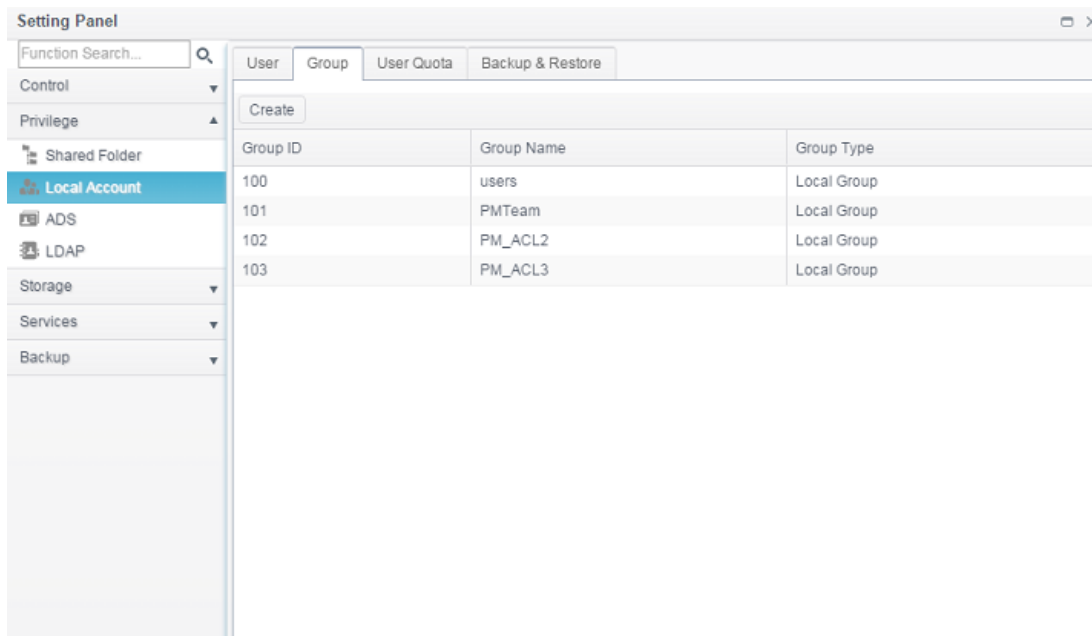 Setting Panel
Function Search...
Control
Privilege
Shared Folder
Local Account
ADS
LDAP
Storage
Services
Backup
User Group User Quota Backup & Restore
Create
Group ID Group Name Group Type
100 users Local Group
101 PMTeam Local Group
102 PM_ACL2 Local Group
103 PM_ACL3 Local Group